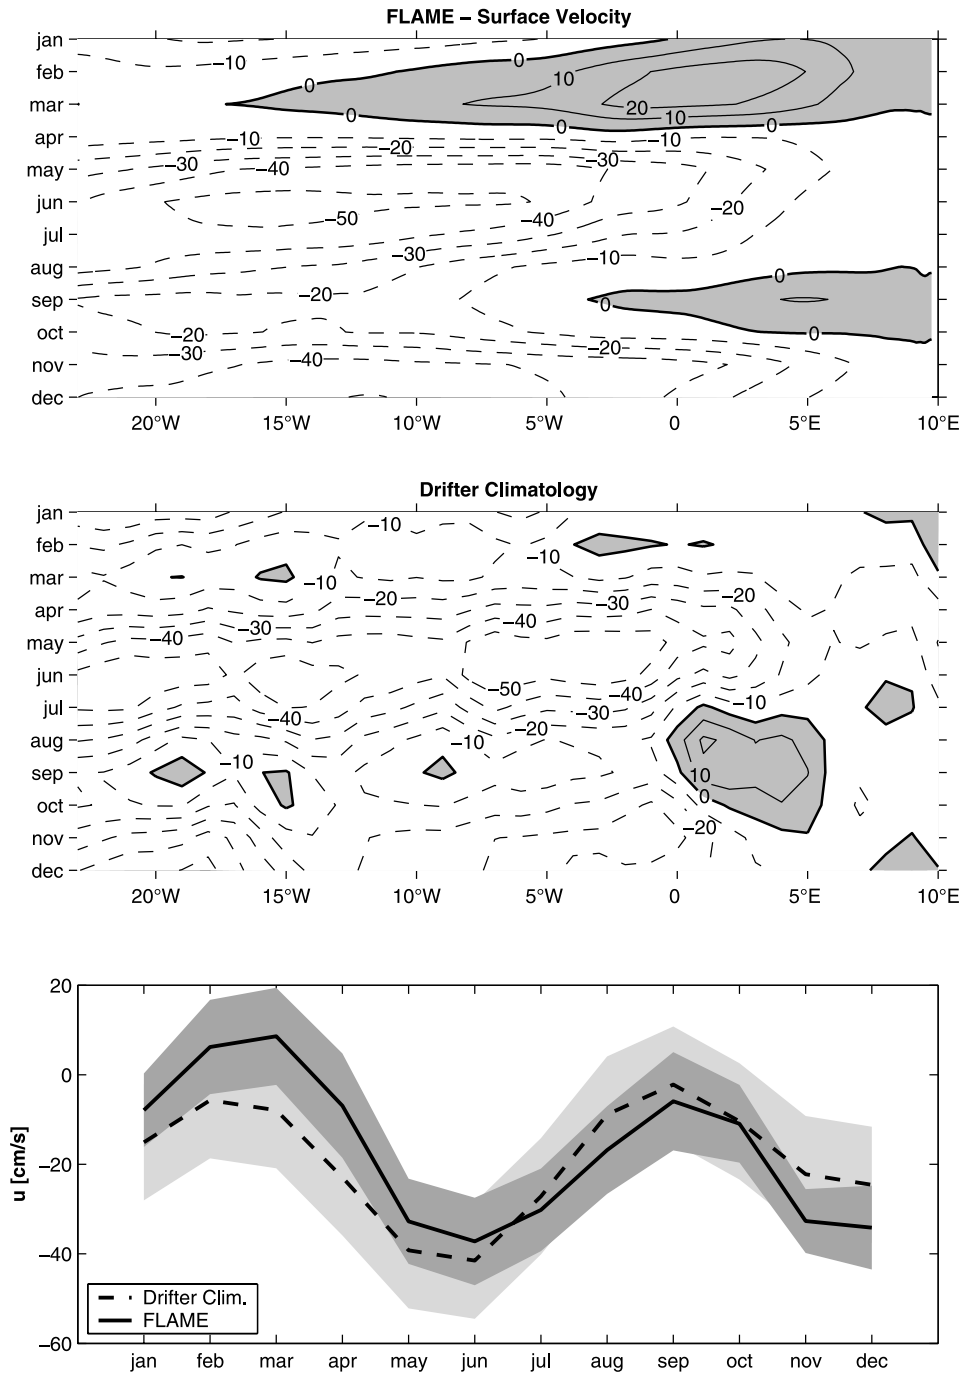 FLAME – Surface Velocity
jan
feb
mar
apr
may
jun
jul
aug
sep
oct
nov
dec
−10
0
0
10
20
10
0
0
0
0
−10
−20
−10
−30
−40
−30
−50
−40
−20
−30
−10
−20
0
0
0
−20
−30
−40
−20
20°W 15°W 10°W 5°W 0 5°E 10°E
Drifter Climatology
jan
feb
mar
apr
may
jun
jul
aug
sep
oct
nov
dec
−10
−10
−10
−20
−20
−30
−30
−40
−40
−50
−40
−10
−40
−30
−20
−10
−10
10
0
−20
20°W 15°W 10°W 5°W 0 5°E 10°E
u [cm/s]
20
0
−20
−40
−60
Drifter Clim.
FLAME
jan feb mar apr may jun jul aug sep oct nov dec